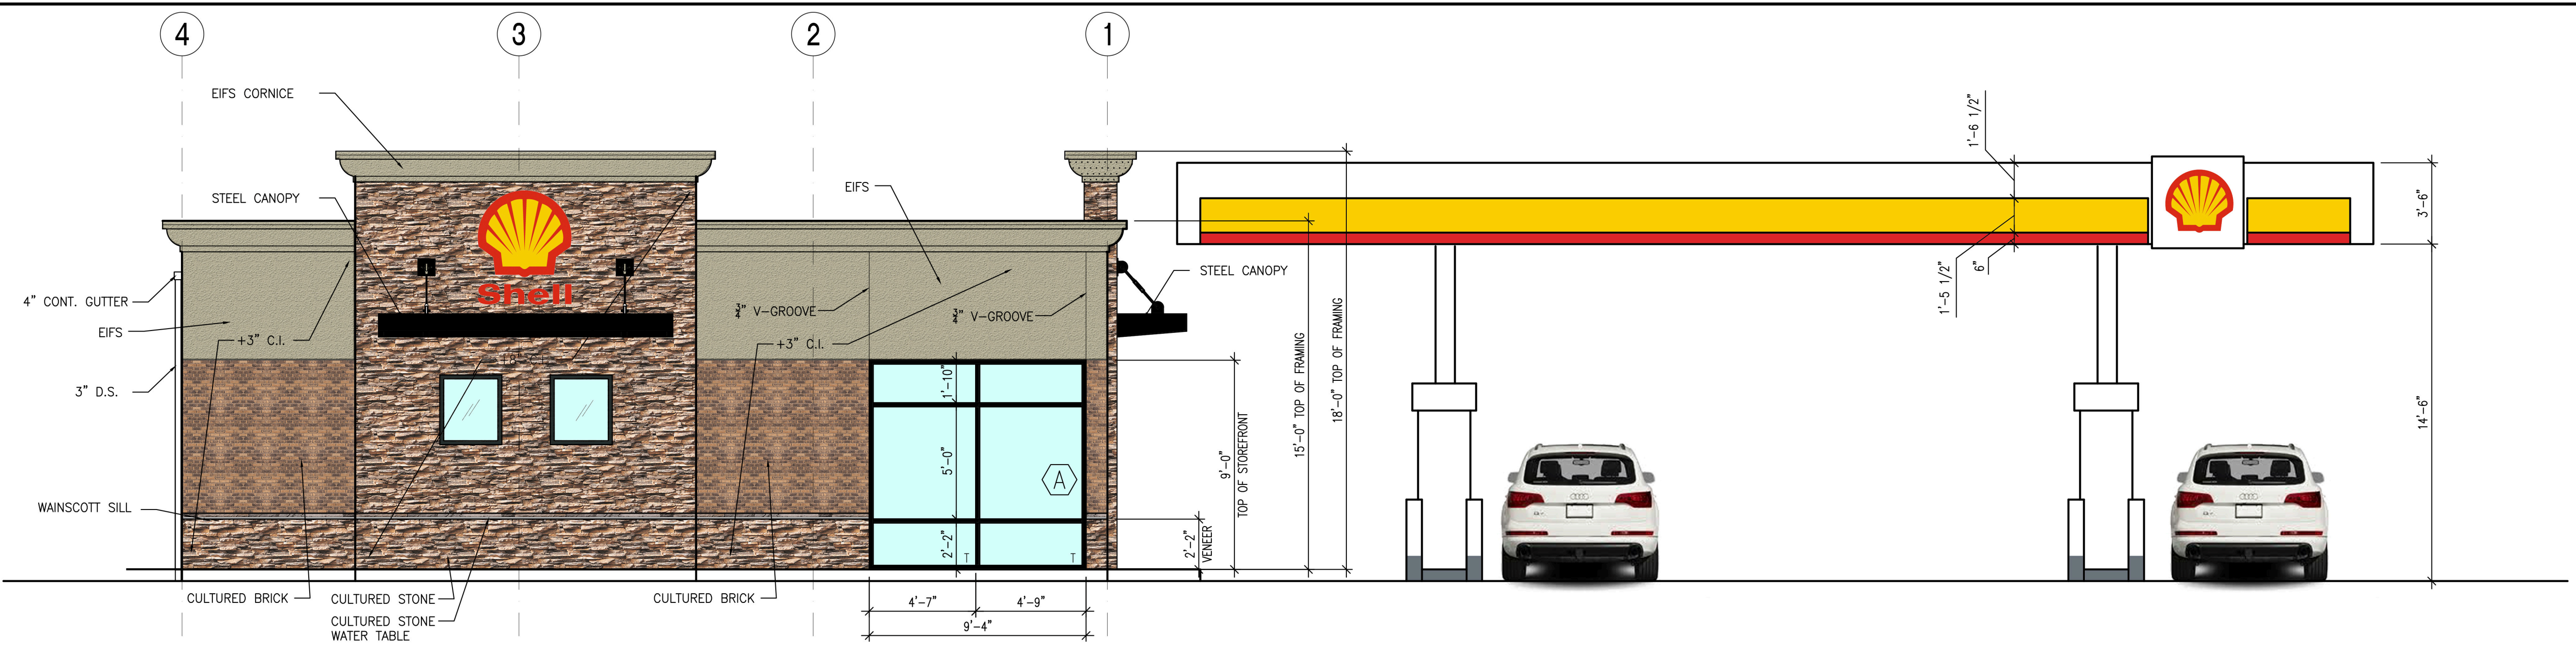 4
3
2
1
EIFS CORNICE
STEEL CANOPY
4" CONT. GUTTER
EIFS
+3" C.I.
3" D.S.
WAINSCOTT SILL
CULTURED BRICK
CULTURED STONE
CULTURED STONE
WATER TABLE
Shell
EIFS
3/4" V-GROOVE
3/4" V-GROOVE
+3" C.I.
CULTURED BRICK
1'-10"
5'-0"
2'-2"
A
T
T
4'-7"
4'-9"
9'-4"
STEEL CANOPY
2'-2"
VENEER
9'-0"
TOP OF STOREFRONT
15'-0" TOP OF FRAMING
18'-0" TOP OF FRAMING
1'-6 1/2"
1'-5 1/2"
6"
3'-6"
14'-6"